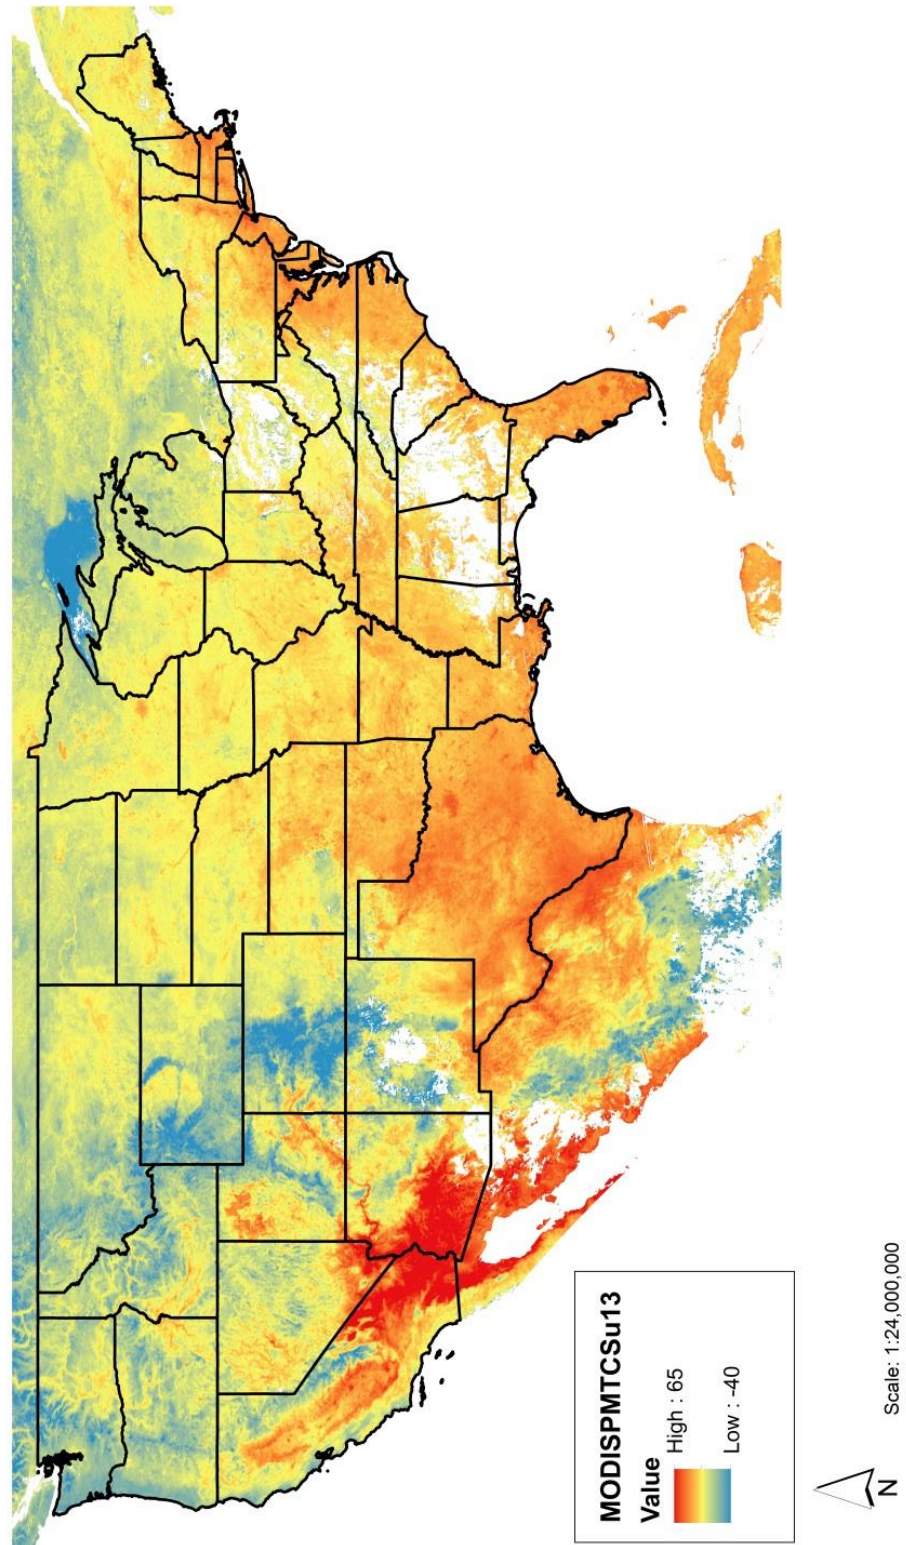 MODISPMTCSu13
Value
High : 65
Low : -40
N
Scale: 1:24,000,000